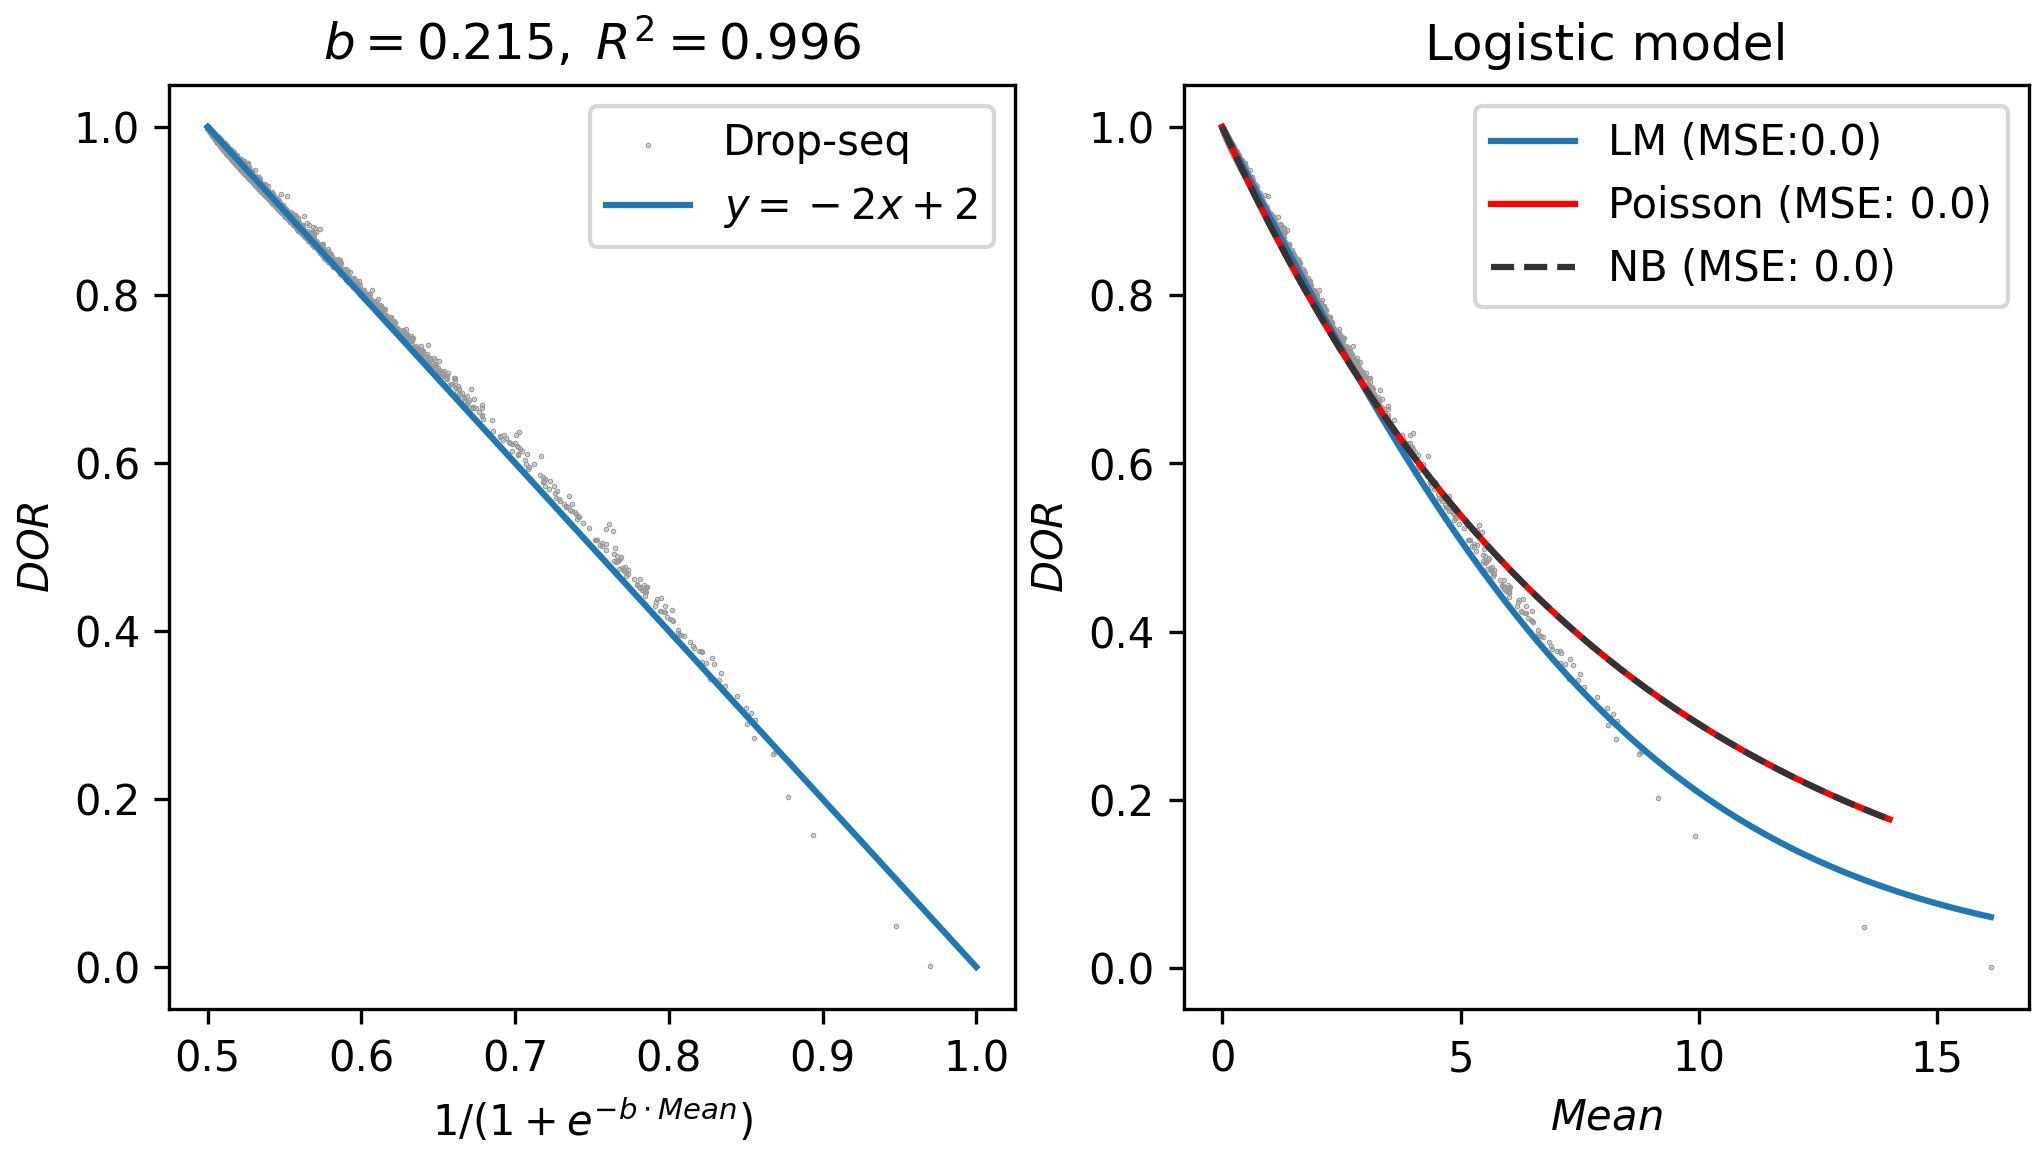 b = 0.215, R² = 0.996
Drop-seq
y = −2x + 2
DOR
1.0
0.8
0.6
0.4
0.2
0.0
0.5 0.6 0.7 0.8 0.9 1.0
1/(1 + e^{−b · Mean})
Logistic model
LM (MSE:0.0)
Poisson (MSE: 0.0)
NB (MSE: 0.0)
DOR
1.0
0.8
0.6
0.4
0.2
0.0
0 5 10 15
Mean